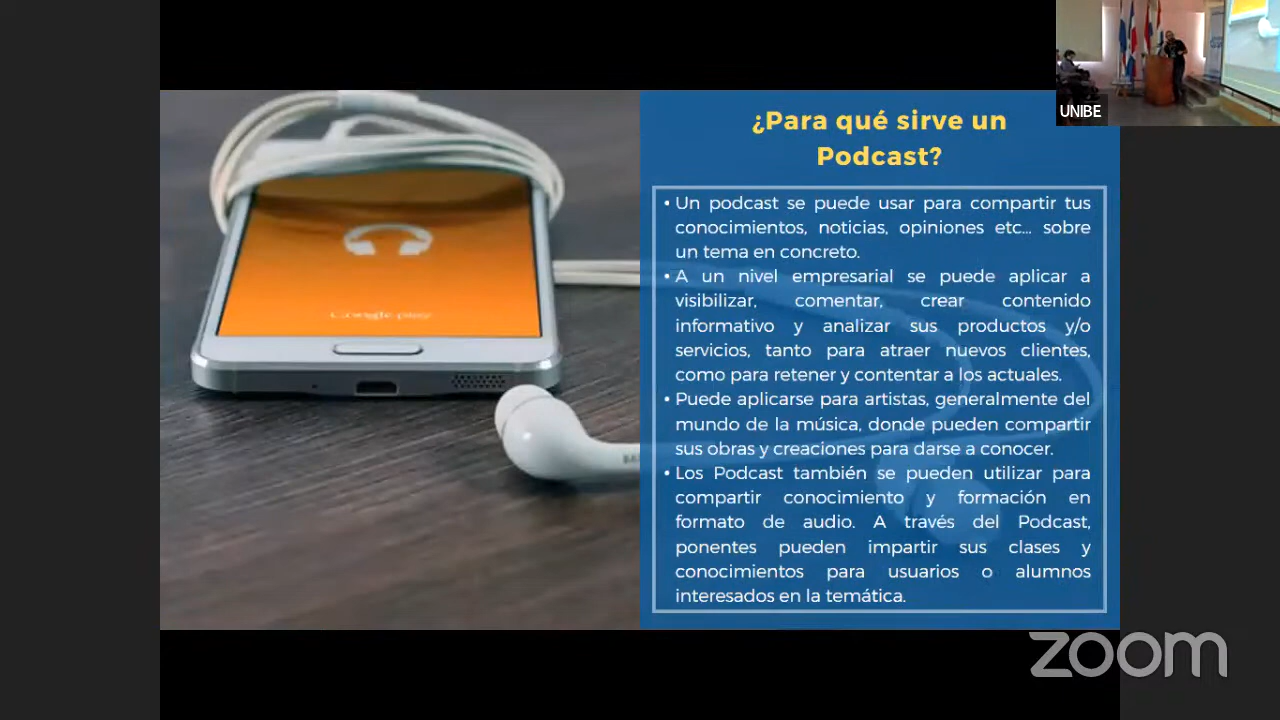 UNIBE
¿Para qué sirve un
Podcast?
• Un podcast se puede usar para compartir tus
conocimientos, noticias, opiniones etc... sobre
un tema en concreto.
• A un nivel empresarial se puede aplicar a
visibilizar, comentar, crear contenido
informativo y analizar sus productos y/o
servicios, tanto para atraer nuevos clientes,
como para retener y contentar a los actuales.
• Puede aplicarse para artistas, generalmente del
mundo de la música, donde pueden compartir
sus obras y creaciones para darse a conocer.
• Los Podcast también se pueden utilizar para
compartir conocimiento y formación en
formato de audio. A través del Podcast,
ponentes pueden impartir sus clases y
conocimientos para usuarios o alumnos
interesados en la temática.
Google play
zoom